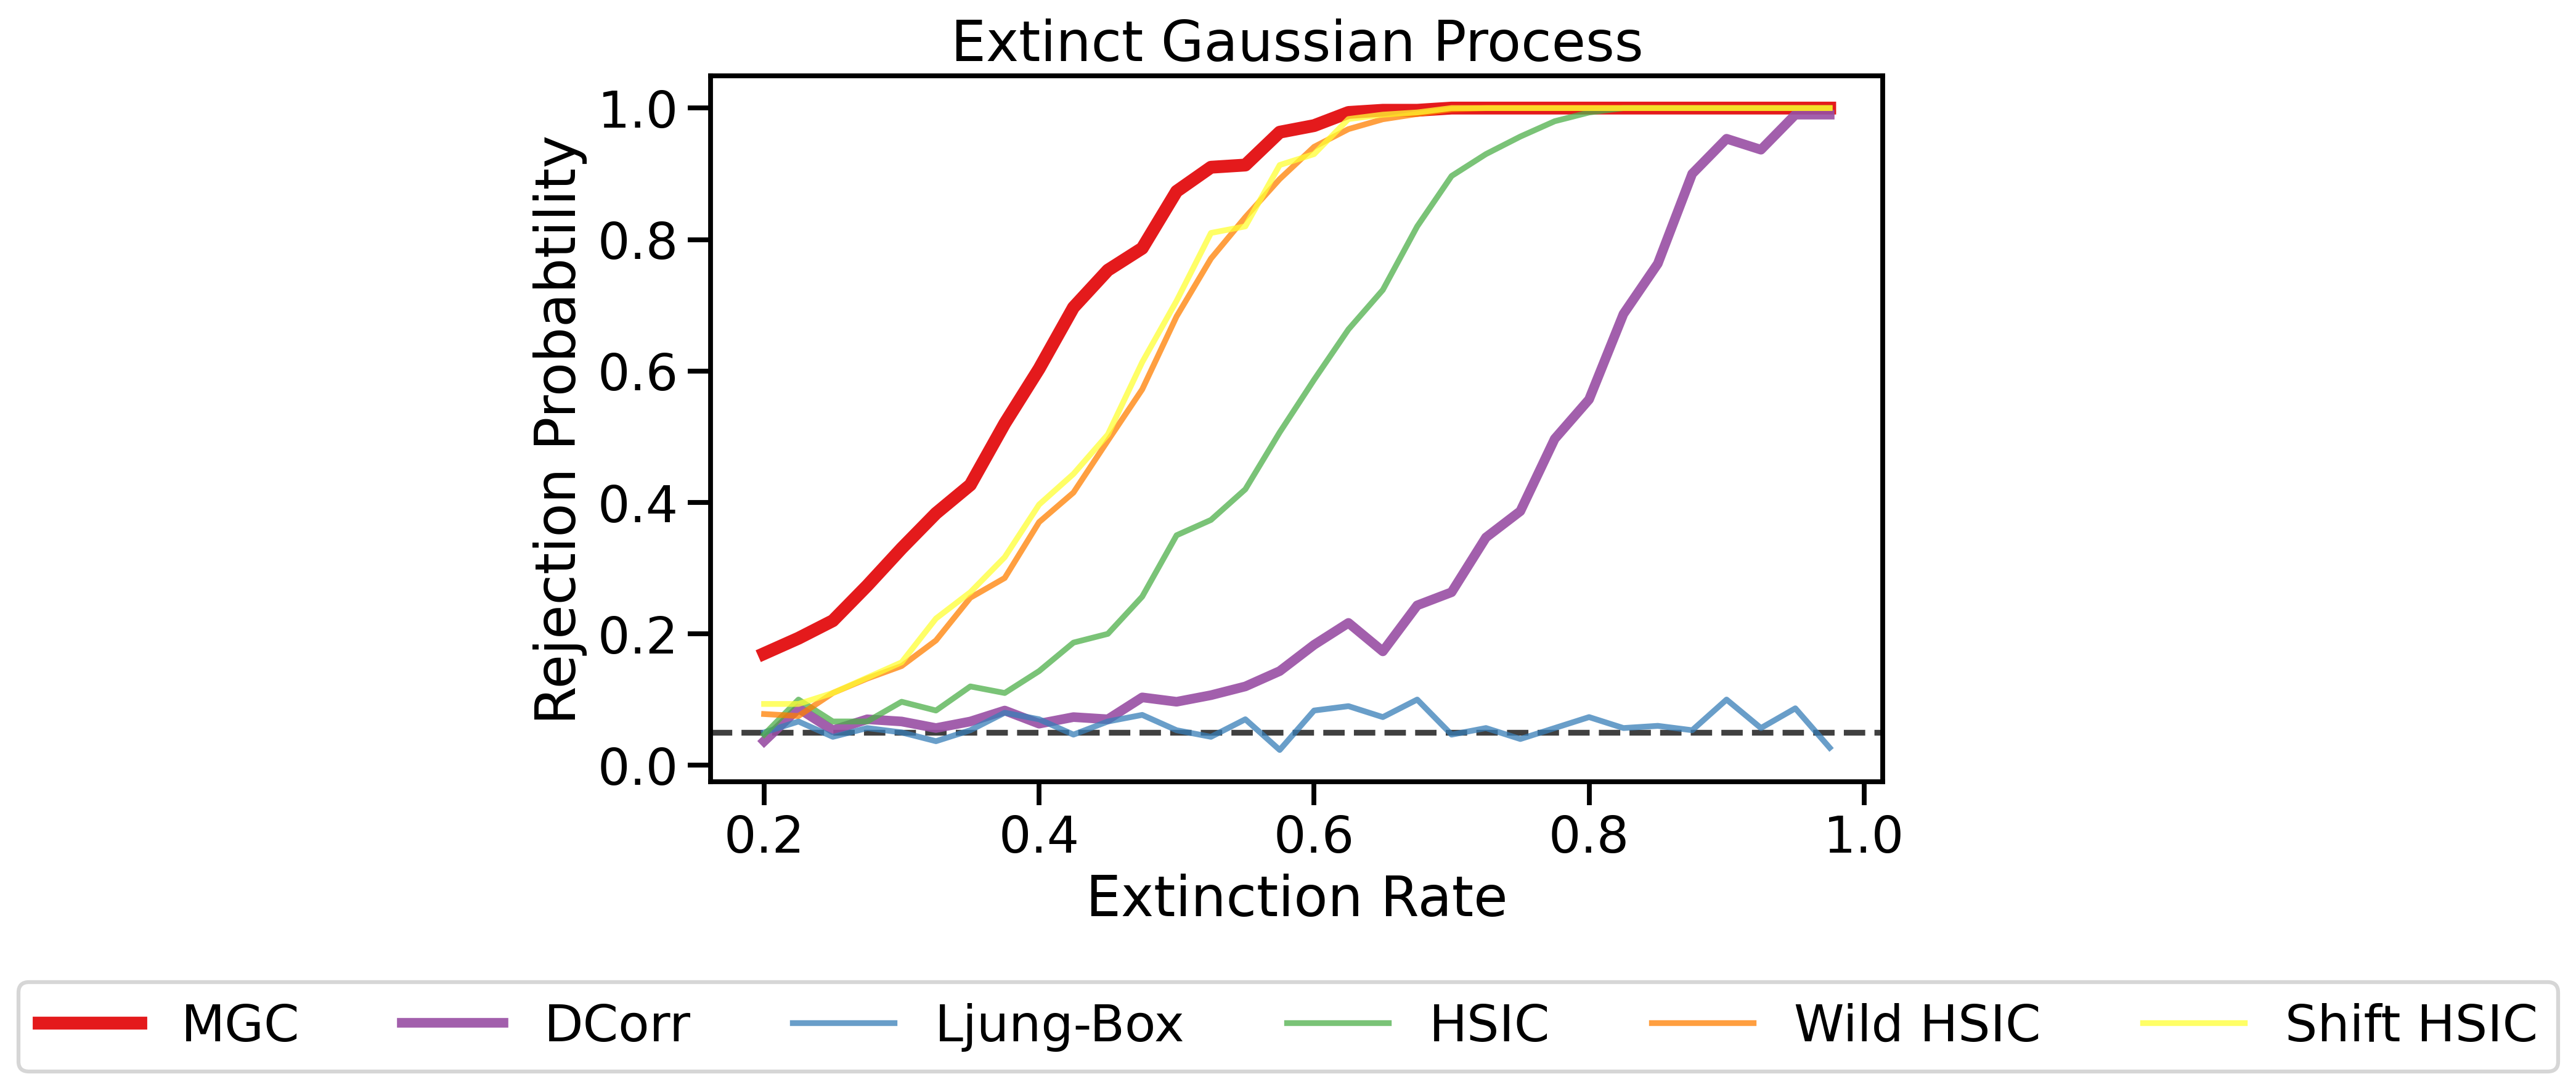 Extinct Gaussian Process
Rejection Probabtility
1.0
0.8
0.6
0.4
0.2
0.0
0.2 0.4 0.6 0.8 1.0
Extinction Rate
MGC DCorr Ljung-Box HSIC Wild HSIC Shift HSIC